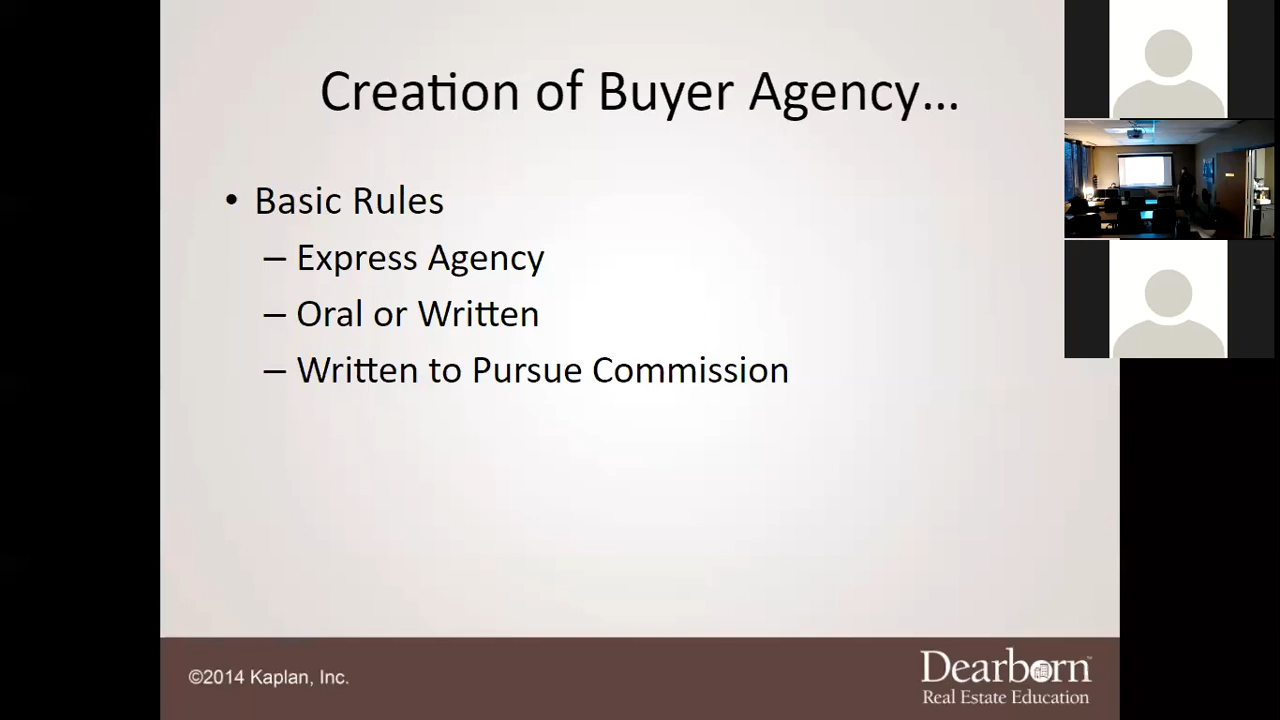 Creation of Buyer Agency...
• Basic Rules
– Express Agency
– Oral or Written
– Written to Pursue Commission
©2014 Kaplan, Inc.
Dearborn™
Real Estate Education